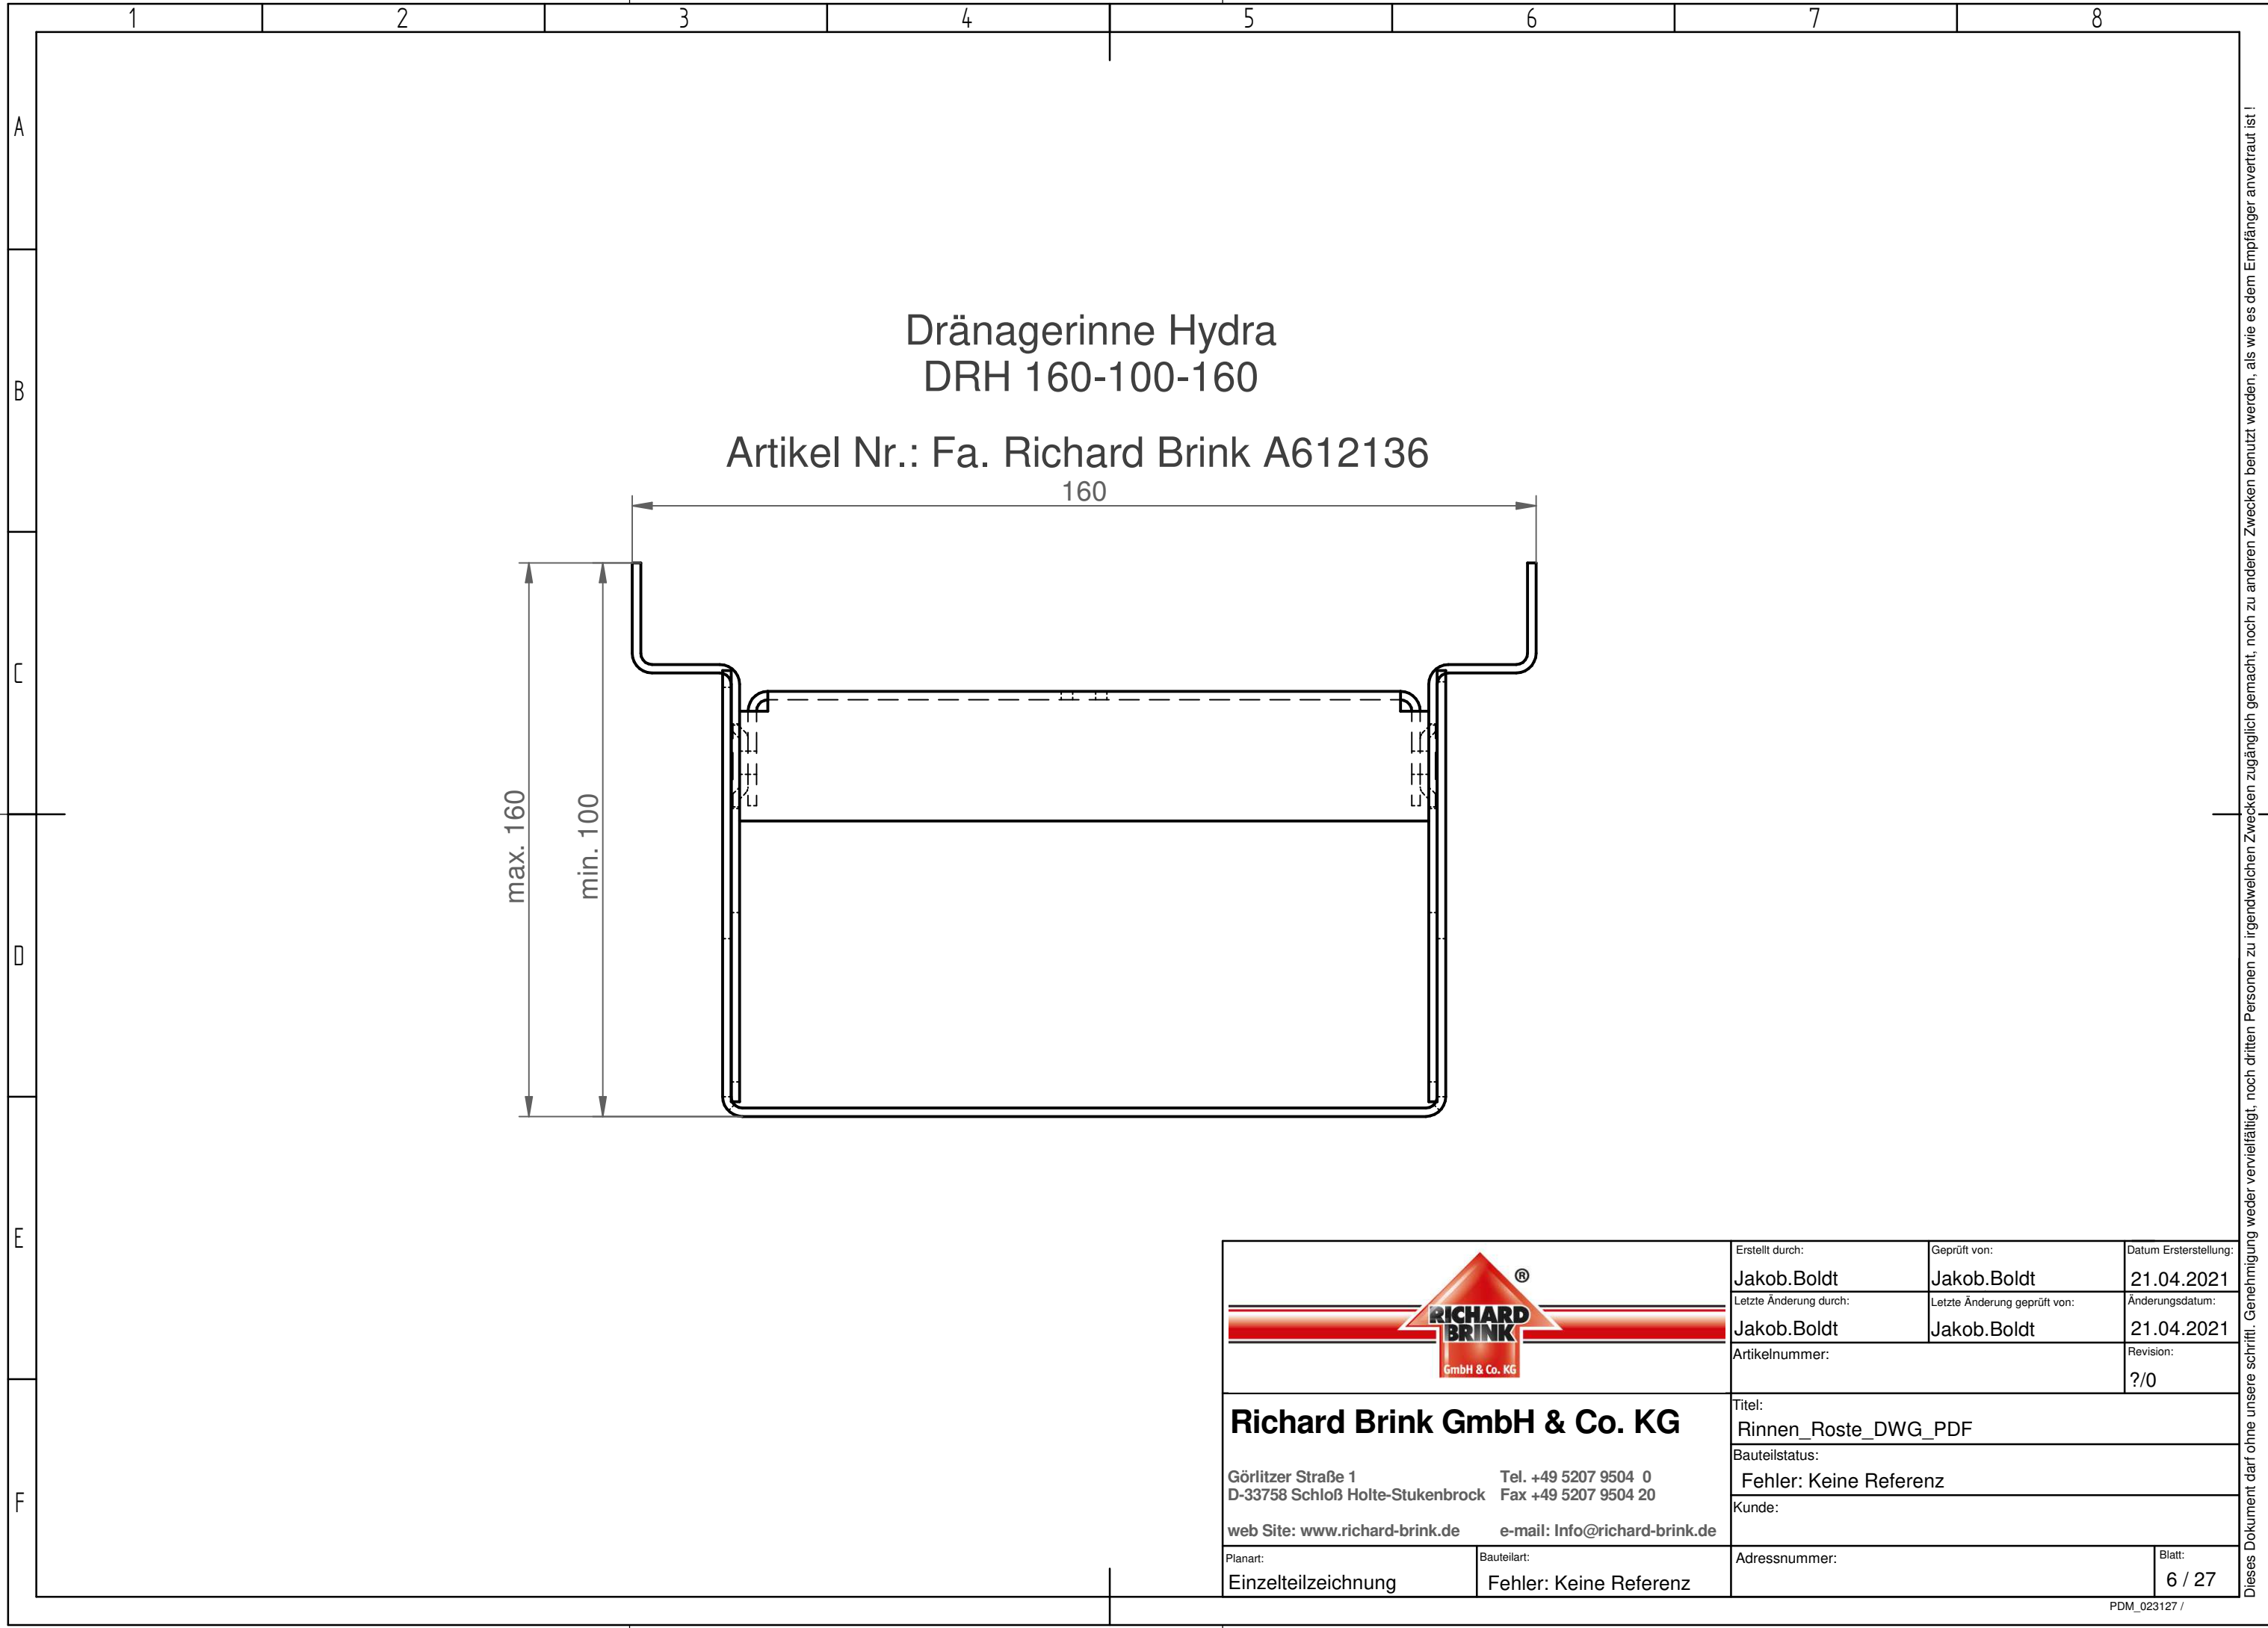 1 2 3 4 5 6 7 8
A
B
C
D
E
F
Dränagerinne Hydra
DRH 160-100-160
Artikel Nr.: Fa. Richard Brink A612136
160
max. 160
min. 100
RICHARD
BRINK
®
GmbH & Co. KG
Richard Brink GmbH & Co. KG
Görlitzer Straße 1 Tel. +49 5207 9504 0
D-33758 Schloß Holte-Stukenbrock Fax +49 5207 9504 20
web Site: www.richard-brink.de e-mail: Info@richard-brink.de
Planart:
Einzelteilzeichnung
Bauteilart:
Fehler: Keine Referenz
Erstellt durch:
Jakob.Boldt
Geprüft von:
Jakob.Boldt
Datum Ersterstellung:
21.04.2021
Letzte Änderung durch:
Jakob.Boldt
Letzte Änderung geprüft von:
Jakob.Boldt
Änderungsdatum:
21.04.2021
Artikelnummer:
Revision:
?/0
Titel:
Rinnen_Roste_DWG_PDF
Bauteilstatus:
Fehler: Keine Referenz
Kunde:
Adressnummer:
Blatt:
6 / 27
PDM_023127 /
Dieses Dokument darf ohne unsere schriftl. Genehmigung weder vervielfältigt, noch dritten Personen zu irgendwelchen Zwecken zugänglich gemacht, noch zu anderen Zwecken benutzt werden, als wie es dem Empfänger anvertraut ist !